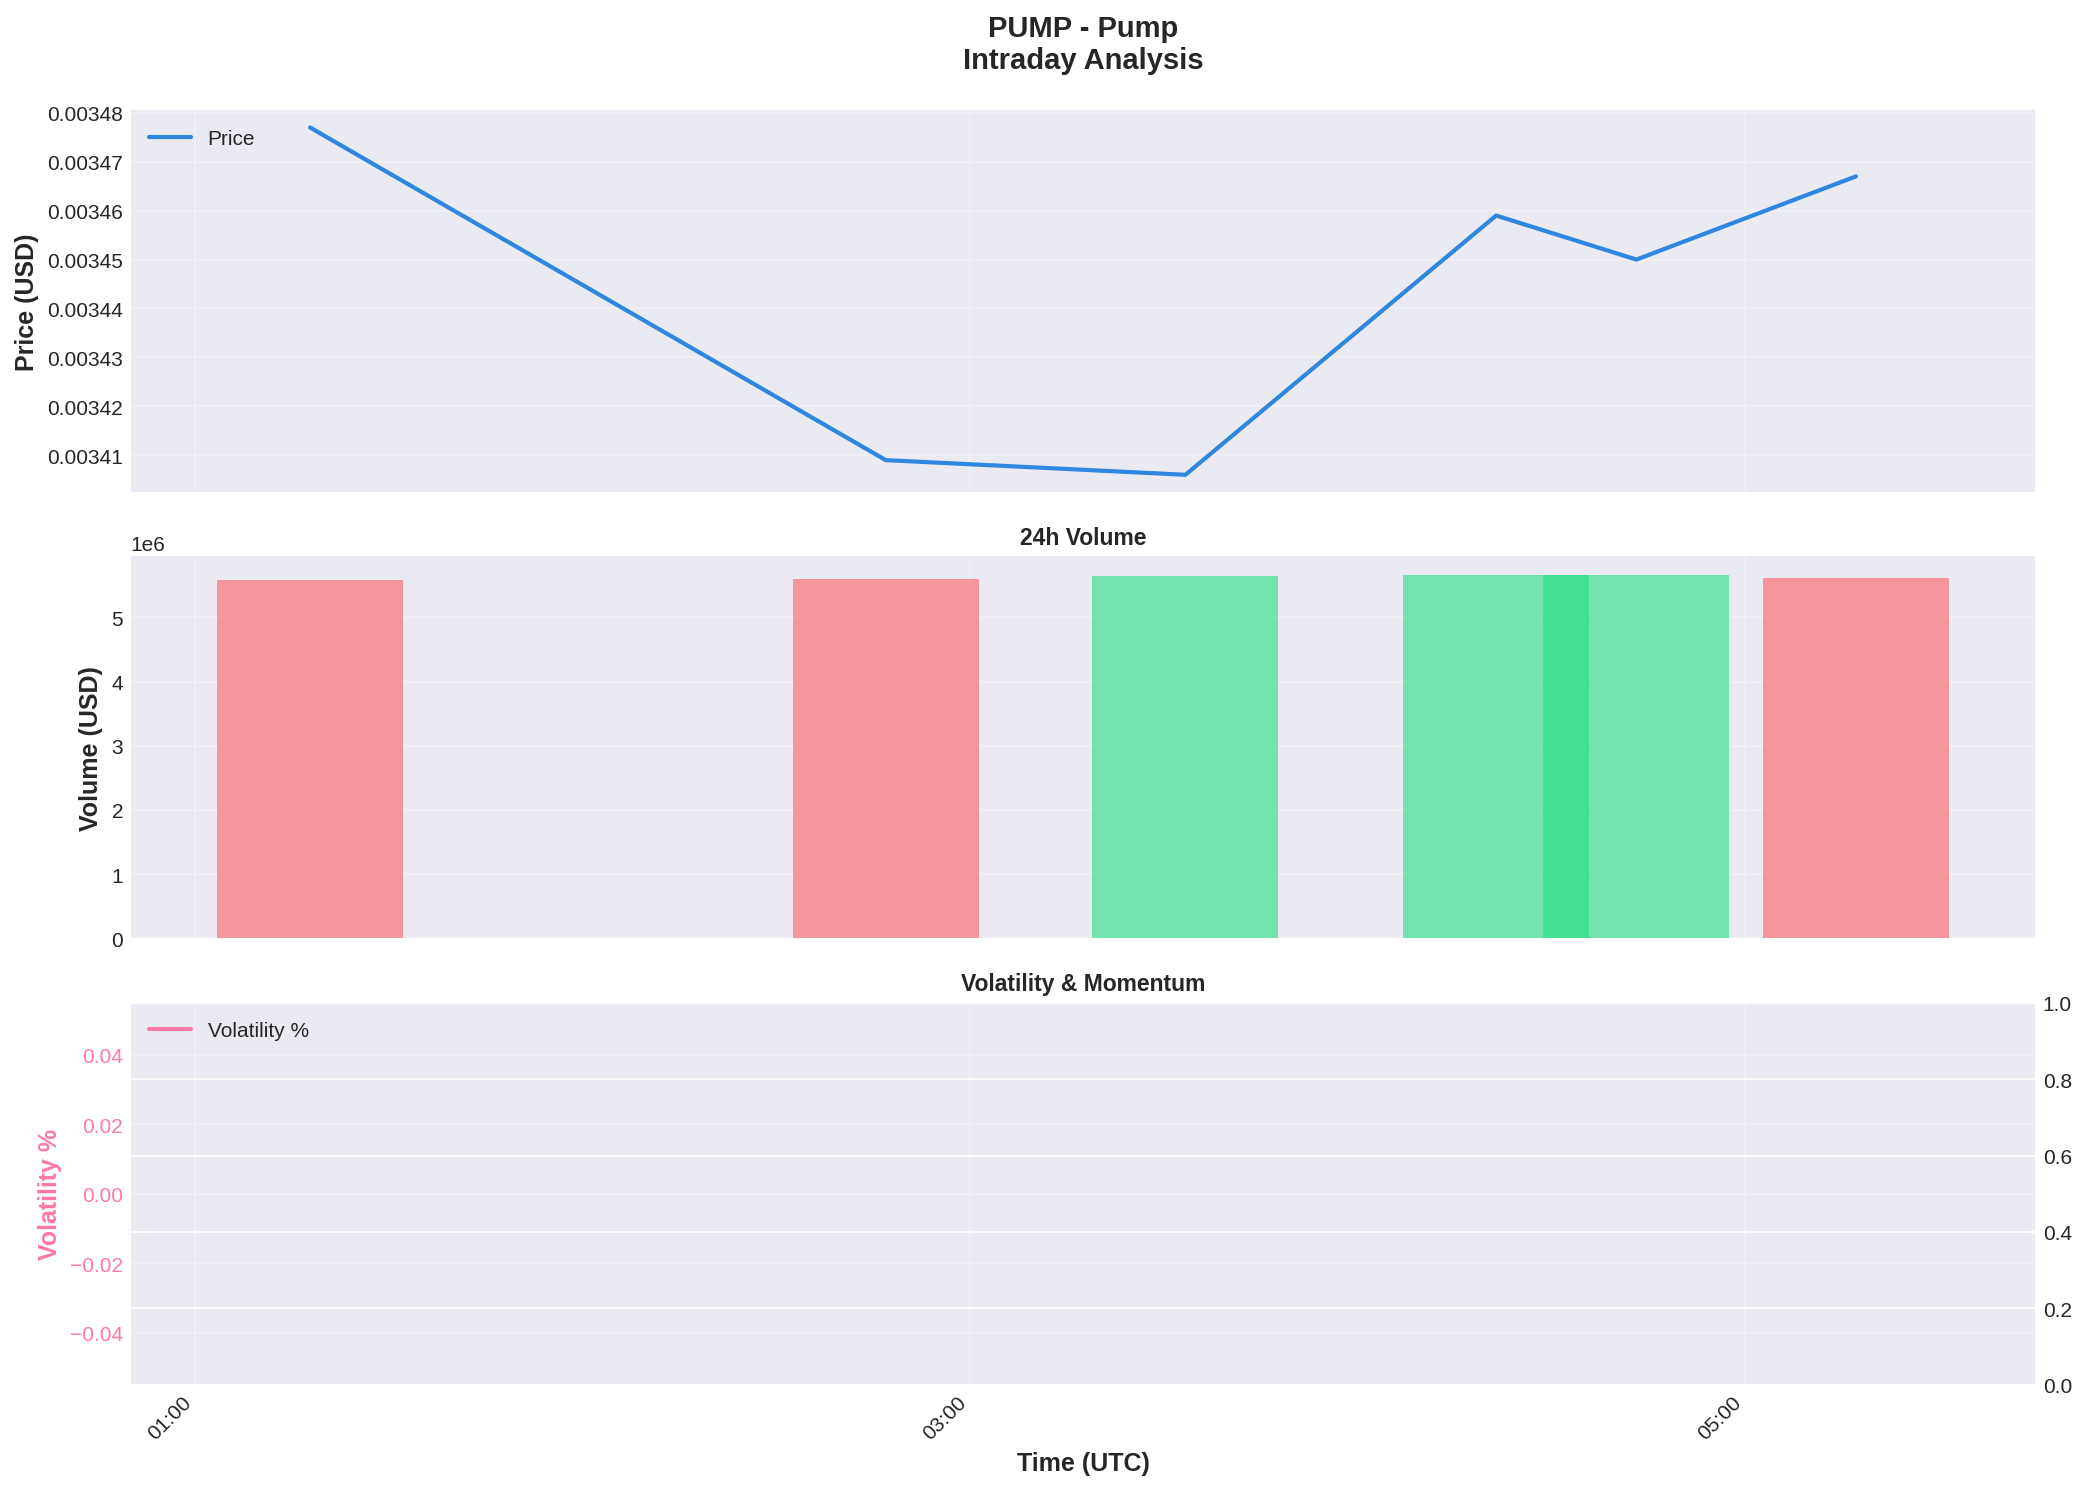 PUMP - Pump
Intraday Analysis
Price
0.00348
0.00347
0.00346
0.00345
0.00344
0.00343
0.00342
0.00341
Price (USD)
24h Volume
1e6
5
4
3
2
1
0
Volume (USD)
Volatility & Momentum
Volatility %
0.04
0.02
0.00
−0.02
−0.04
Volatility %
1.0
0.8
0.6
0.4
0.2
0.0
01:00
03:00
05:00
Time (UTC)